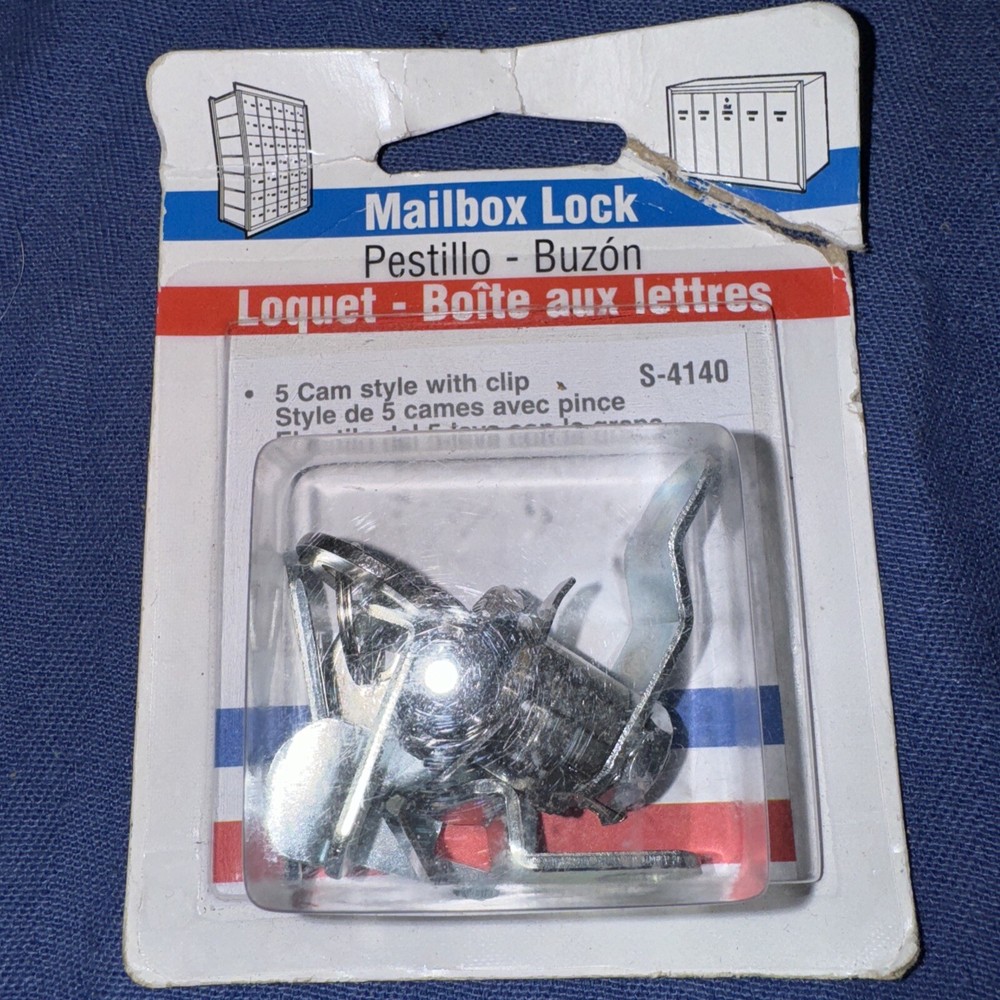 Mailbox Lock
Pestillo - Buzón
Loquet - Boîte aux lettres
S-4140
• 5 Cam style with clip
Style de 5 cames avec pince